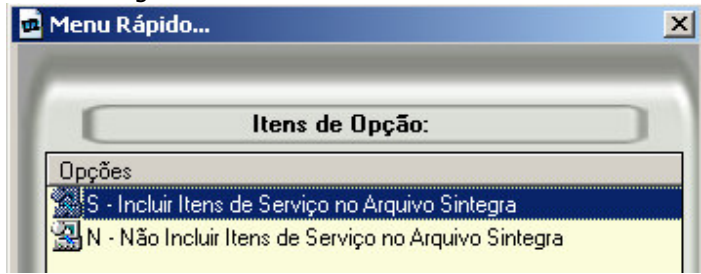 Menu Rápido...
Itens de Opção:
Opções
S - Incluir Itens de Serviço no Arquivo Sintegra
N - Não Incluir Itens de Serviço no Arquivo Sintegra